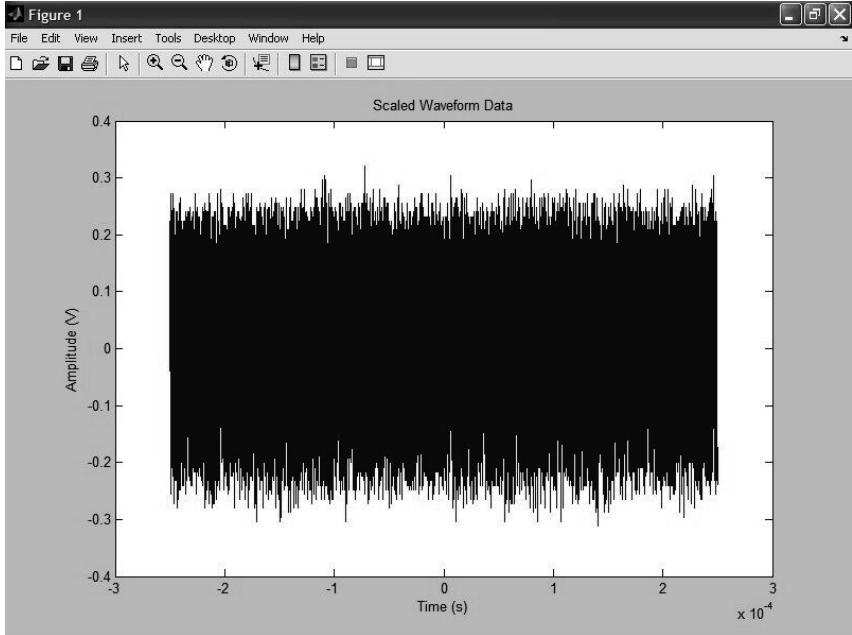 Figure 1
File Edit View Insert Tools Desktop Window Help
Scaled Waveform Data
0.4
0.3
0.2
0.1
0
-0.1
-0.2
-0.3
-0.4
Amplitude (V)
-3 -2 -1 0 1 2 3
Time (s)
x 10-4